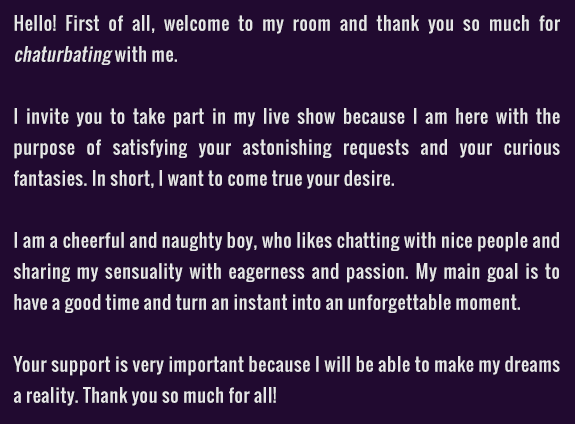 Hello! First of all, welcome to my room and thank you so much for
chaturbating with me.
I invite you to take part in my live show because I am here with the
purpose of satisfying your astonishing requests and your curious
fantasies. In short, I want to come true your desire.
I am a cheerful and naughty boy, who likes chatting with nice people and
sharing my sensuality with eagerness and passion. My main goal is to
have a good time and turn an instant into an unforgettable moment.
Your support is very important because I will be able to make my dreams
a reality. Thank you so much for all!